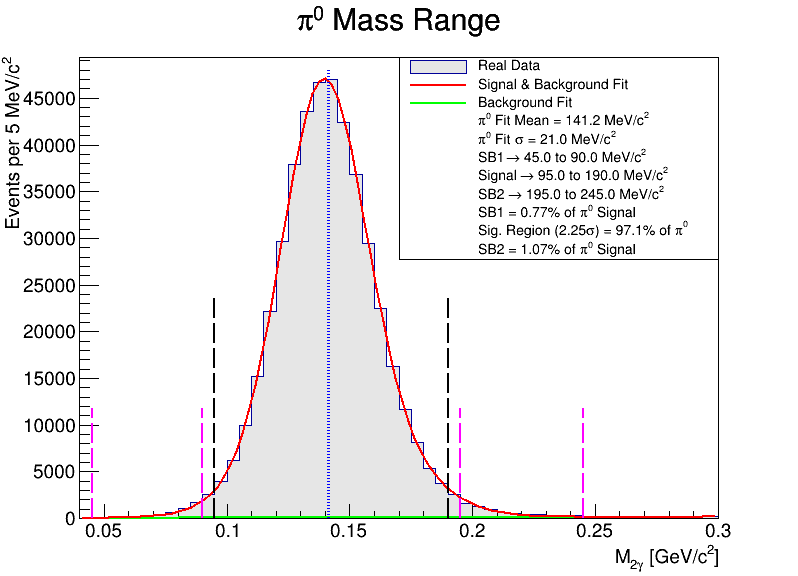 π⁰ Mass Range
Events per 5 MeV/c²
45000
40000
35000
30000
25000
20000
15000
10000
5000
0
Real Data
Signal & Background Fit
Background Fit
π⁰ Fit Mean = 141.2 MeV/c²
π⁰ Fit σ = 21.0 MeV/c²
SB1 → 45.0 to 90.0 MeV/c²
Signal → 95.0 to 190.0 MeV/c²
SB2 → 195.0 to 245.0 MeV/c²
SB1 = 0.77% of π⁰ Signal
Sig. Region (2.25σ) = 97.1% of π⁰
SB2 = 1.07% of π⁰ Signal
0.05 0.1 0.15 0.2 0.25 0.3
M₂γ [GeV/c²]